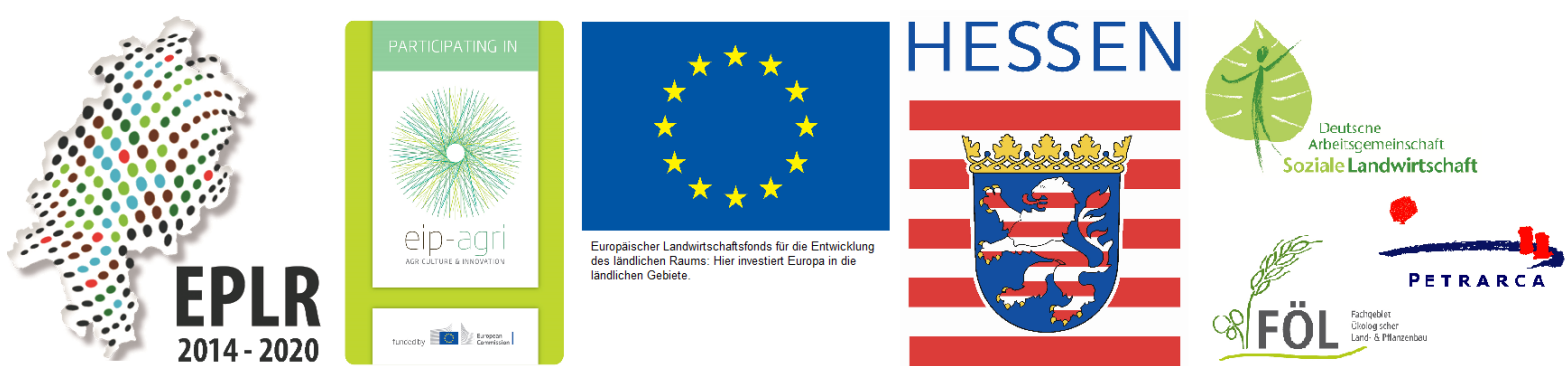 EPLR
2014 - 2020
PARTICIPATING IN
eip-agri
AGRICULTURE & INNOVATION
funded by
European
Commission
Europäischer Landwirtschaftsfonds für die Entwicklung
des ländlichen Raums: Hier investiert Europa in die
ländlichen Gebiete.
HESSEN
Deutsche
Arbeitsgemeinschaft
Soziale Landwirtschaft
PETRARCA
FÖL
Fachgebiet
Ökologischer
Land- & Pflanzenbau